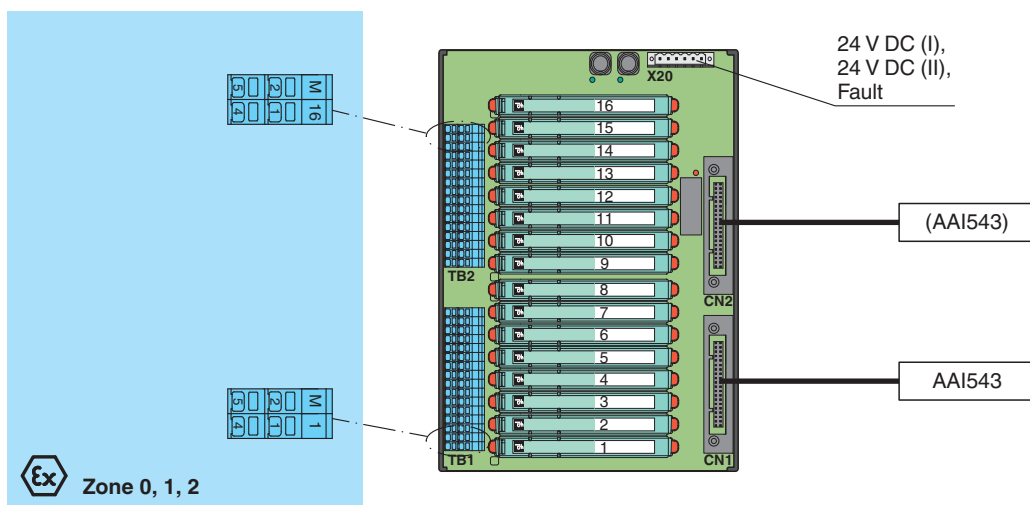 24 V DC (I),
24 V DC (II),
Fault
X20
5 2 M
4 1 16
16
15
14
13
12
11
10
9
TB2
8
CN2
7
6
5
4
3
2
1
TB1
CN1
(AAI543)
AAI543
5 2 M
4 1 1
Ex
Zone 0, 1, 2